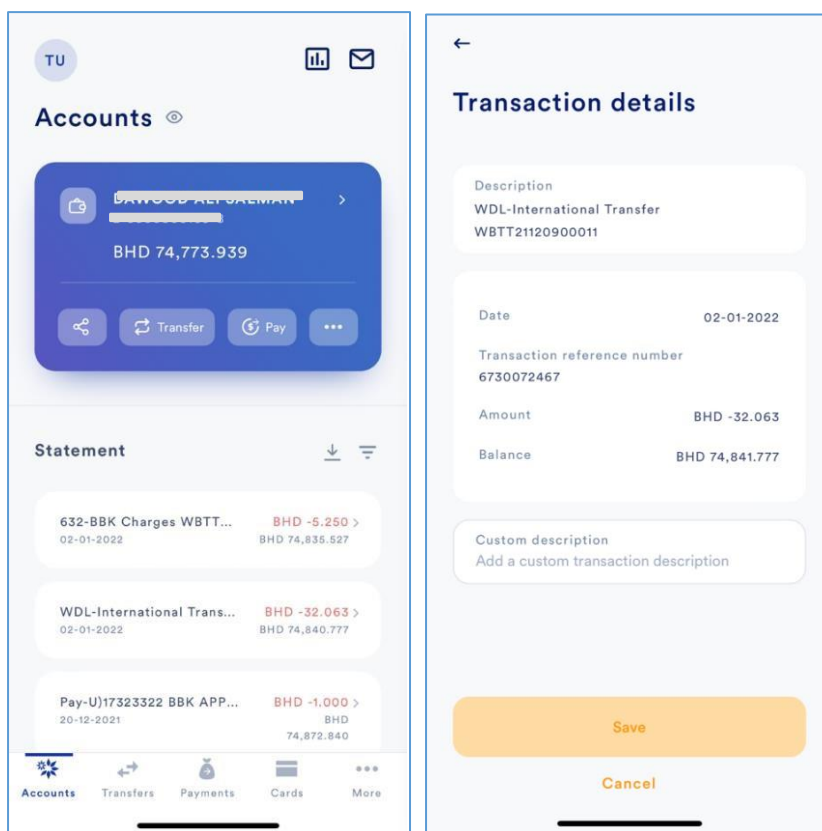 TU
Accounts
BHD 74,773.939
Transfer
Pay
Statement
632-BBK Charges WBTT... BHD -5.250
02-01-2022 BHD 74,835.527
WDL-International Trans... BHD -32.063
02-01-2022 BHD 74,840.777
Pay-U)17323322 BBK APP... BHD -1.000
20-12-2021 BHD
74,872.840
Accounts Transfers Payments Cards More
Transaction details
Description
WDL-International Transfer
WBTT21120900011
Date 02-01-2022
Transaction reference number
6730072467
Amount BHD -32.063
Balance BHD 74,841.777
Custom description
Add a custom transaction description
Save
Cancel